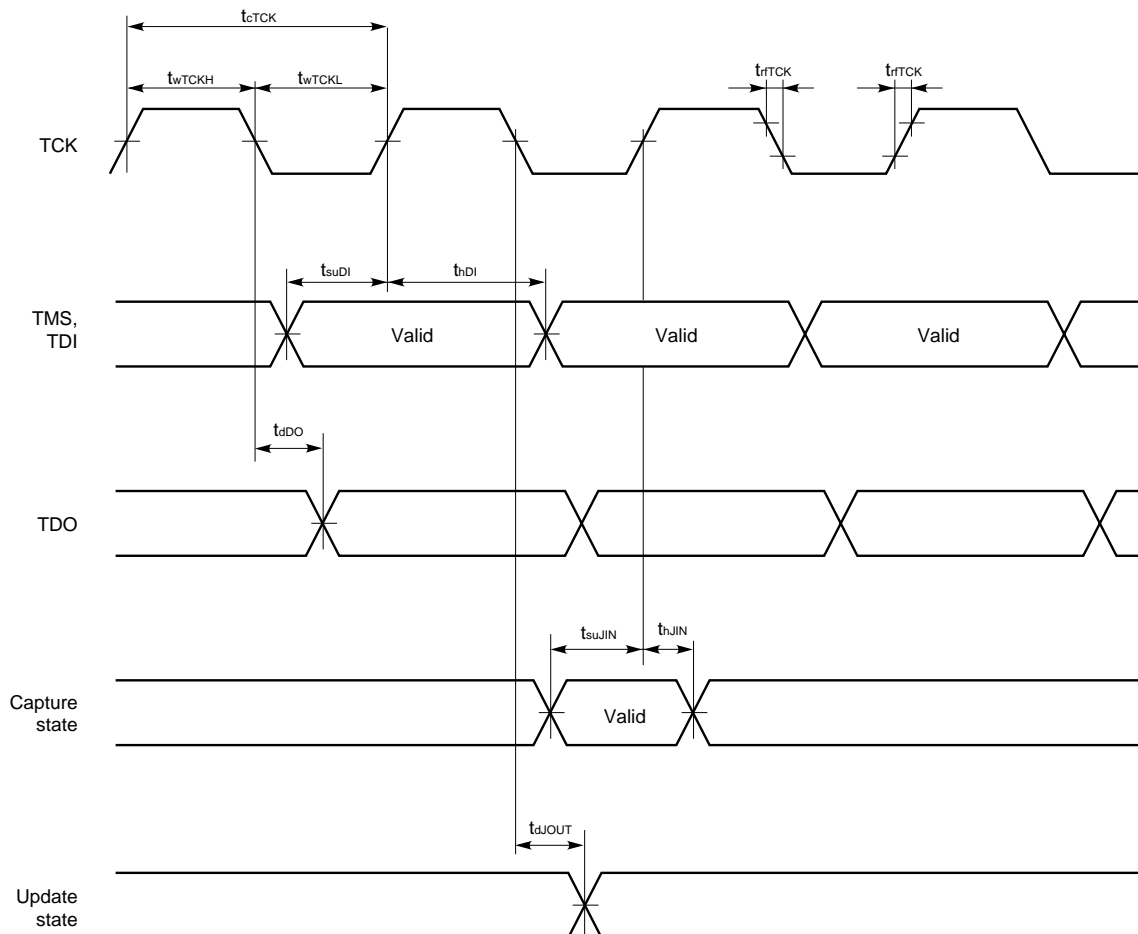 tcTCK
twTCKH
twTCKL
trfTCK
trfTCK
TCK
tsuDI
thDI
TMS,
TDI
Valid
Valid
Valid
tdDO
TDO
tsuJIN
thJIN
Capture
state
Valid
tdJOUT
Update
state